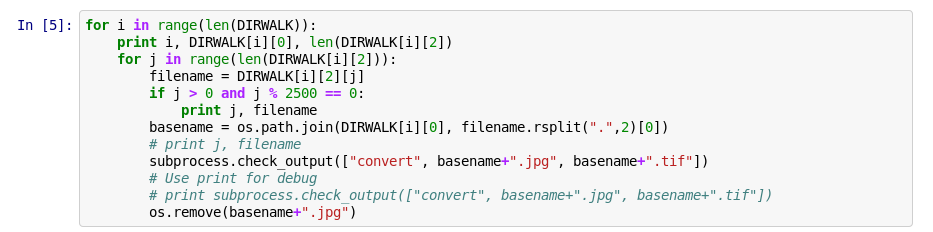 In [5]: for i in range(len(DIRWALK)):
    print i, DIRWALK[i][0], len(DIRWALK[i][2])
    for j in range(len(DIRWALK[i][2])):
        filename = DIRWALK[i][2][j]
        if j > 0 and j % 2500 == 0:
            print j, filename
        basename = os.path.join(DIRWALK[i][0], filename.rsplit(".",2)[0])
        # print j, filename
        subprocess.check_output(["convert", basename+".jpg", basename+".tif"])
        # Use print for debug
        # print subprocess.check_output(["convert", basename+".jpg", basename+".tif"])
        os.remove(basename+".jpg")